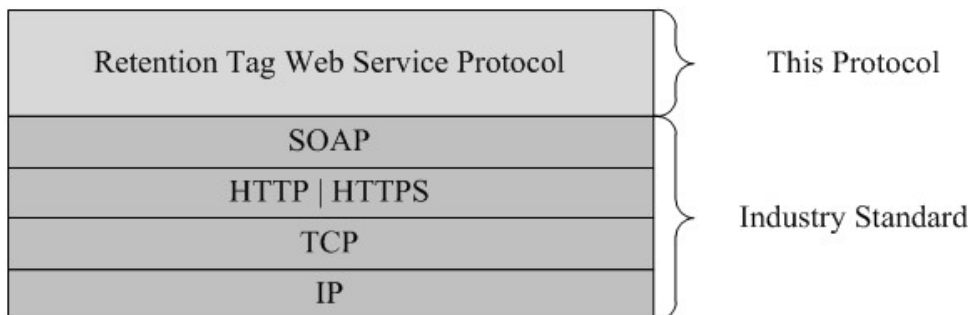 Retention Tag Web Service Protocol
This Protocol
SOAP
HTTP | HTTPS
TCP
IP
Industry Standard